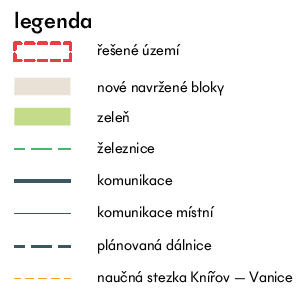 legenda
řešené území
nové navržené bloky
zeleň
železnice
komunikace
komunikace místní
plánovaná dálnice
naučná stezka Knířov — Vanice